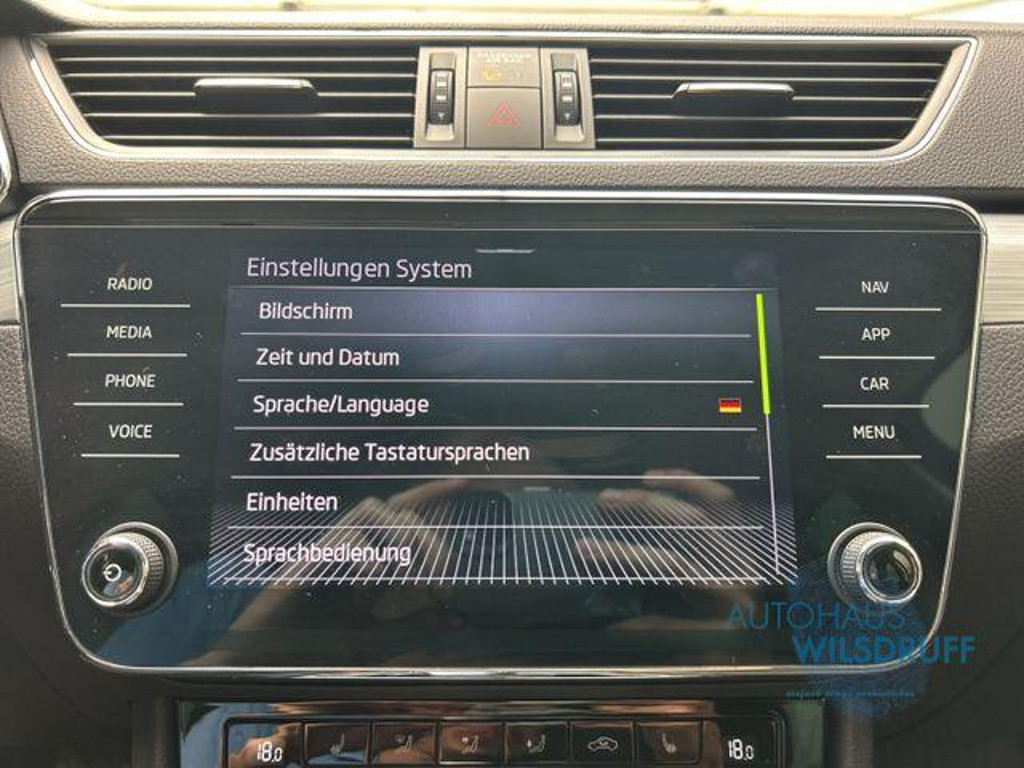 Einstellungen System
RADIO
Bildschirm
NAV
MEDIA
Zeit und Datum
APP
PHONE
Sprache/Language
CAR
VOICE
Zusätzliche Tastatursprachen
MENU
Einheiten
Sprachbedienung
AUTOHAUS
WILSDRUFF
18.0
18.0